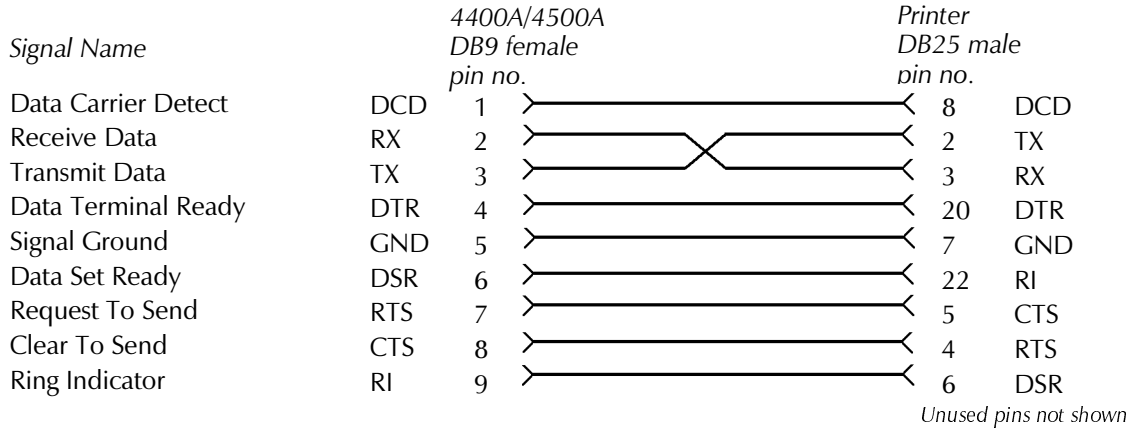 4400A/4500A Printer
Signal Name DB9 female DB25 male
pin no. pin no.
Data Carrier Detect DCD 1 8 DCD
Receive Data RX 2 2 TX
Transmit Data TX 3 3 RX
Data Terminal Ready DTR 4 20 DTR
Signal Ground GND 5 7 GND
Data Set Ready DSR 6 22 RI
Request To Send RTS 7 5 CTS
Clear To Send CTS 8 4 RTS
Ring Indicator RI 9 6 DSR
Unused pins not shown